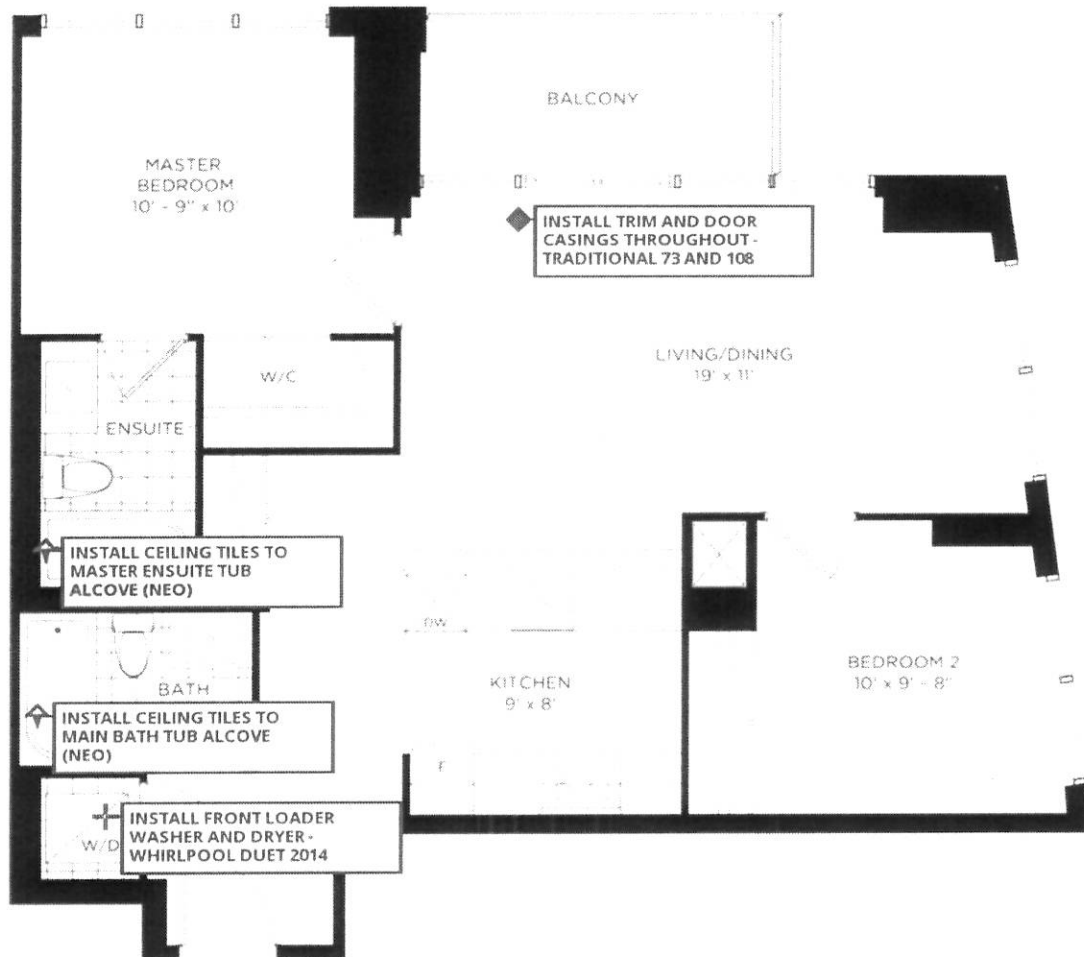 BALCONY
MASTER
BEDROOM
10' - 9" x 10'
INSTALL TRIM AND DOOR
CASINGS THROUGHOUT -
TRADITIONAL 73 AND 108
LIVING/DINING
19' x 11'
W/C
ENSUITE
INSTALL CEILING TILES TO
MASTER ENSUITE TUB
ALCOVE (NEO)
DW
KITCHEN
9' x 8'
BEDROOM 2
10' x 9' - 8"
BATH
INSTALL CEILING TILES TO
MAIN BATH TUB ALCOVE
(NEO)
F
W/D
INSTALL FRONT LOADER
WASHER AND DRYER -
WHIRLPOOL DUET 2014